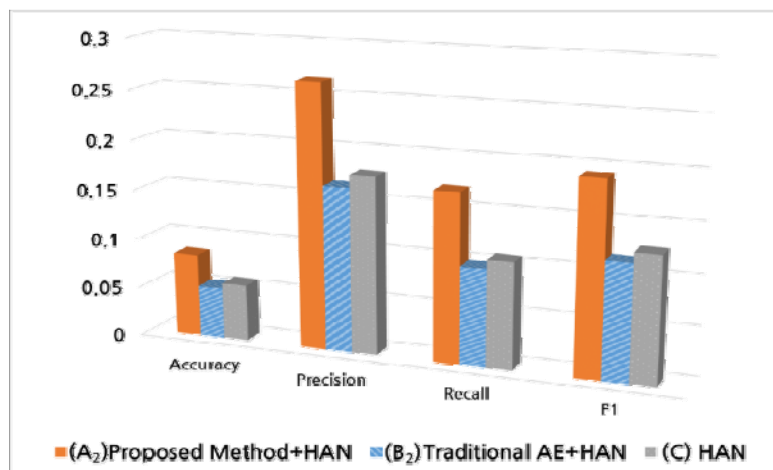 0.3
0.25
0.2
0.15
0.1
0.05
0
Accuracy
Precision
Recall
F1
(A₂)Proposed Method+HAN (B₂)Traditional AE+HAN (C) HAN